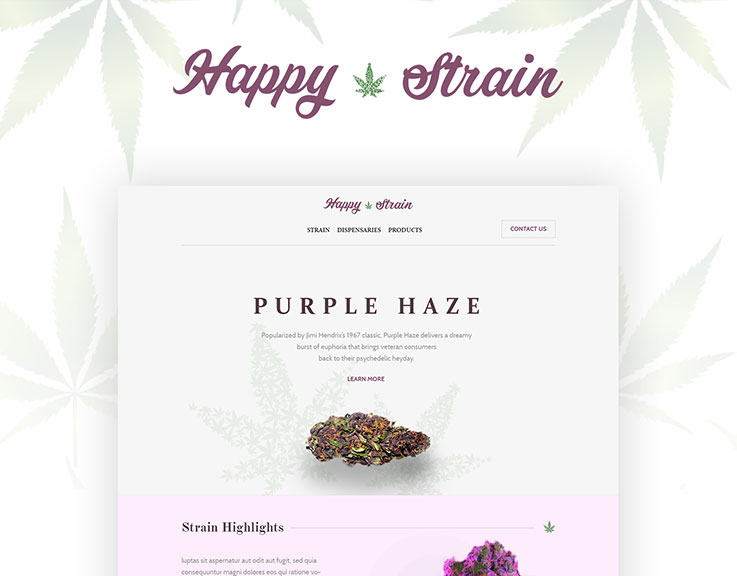 Happy Strain
Happy Strain
STRAIN DISPENSARIES PRODUCTS
CONTACT US
PURPLE HAZE
Popularized by Jimi Hendrix's 1967 classic, Purple Haze delivers a dreamy
burst of euphoria that brings veteran consumers
back to their psychedelic heyday.
LEARN MORE
Strain Highlights
luptas sit aspernatur aut odit aut fugit, sed quia
consequuntur magni dolores eos qui ratione vo-